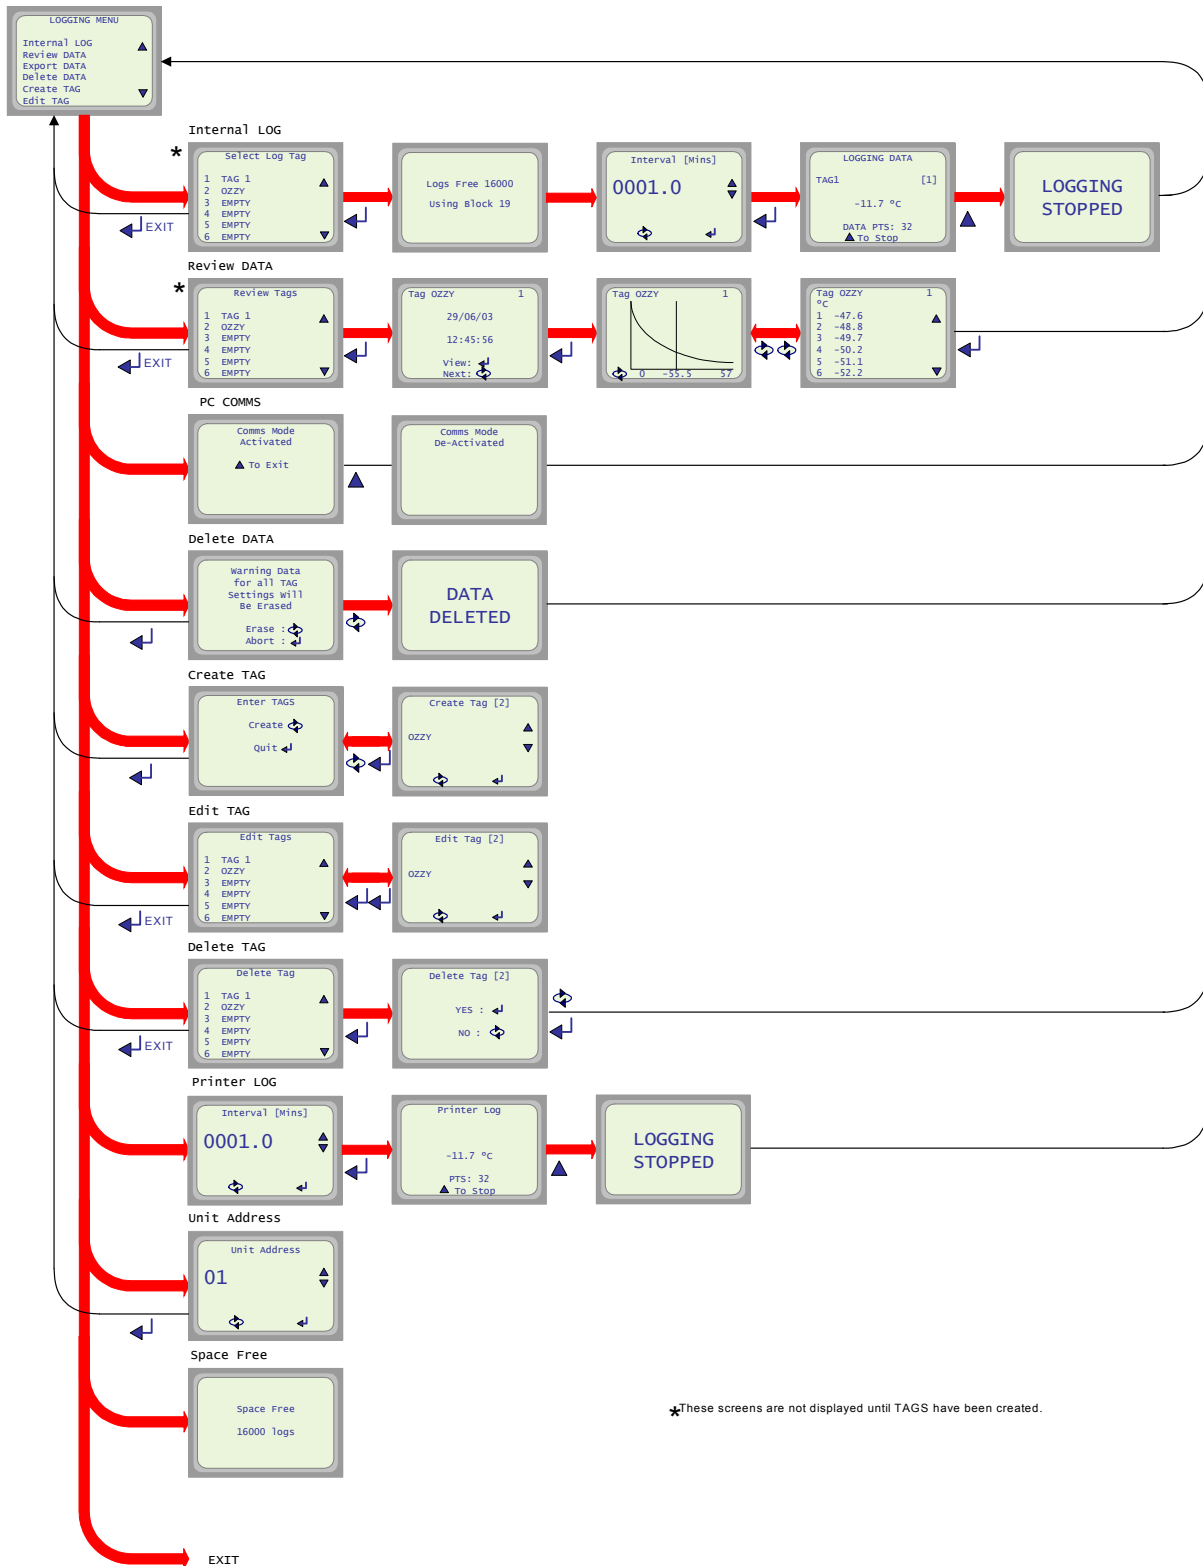 LOGGING MENU
Internal LOG
Review DATA
Export DATA
Delete DATA
Create TAG
Edit TAG
Internal LOG
*
Select Log Tag
1 TAG 1
2 OZZY
3 EMPTY
4 EMPTY
5 EMPTY
6 EMPTY
EXIT
Logs Free 16000
Using Block 19
Interval [Mins]
0001.0
LOGGING DATA
TAG1 [1]
-11.7 ºC
DATA PTS: 32
To Stop
LOGGING
STOPPED
Review DATA
*
Review Tags
1 TAG 1
2 OZZY
3 EMPTY
4 EMPTY
5 EMPTY
6 EMPTY
EXIT
Tag OZZY 1
29/06/03
12:45:56
View:
Next:
Tag OZZY 1
0 -55.5 57
Tag OZZY 1
ºC
1 -47.6
2 -48.8
3 -49.7
4 -50.2
5 -51.1
6 -52.2
PC COMMS
Comms Mode
Activated
To Exit
Comms Mode
De-Activated
Delete DATA
Warning Data
for all TAG
Settings Will
Be Erased
Erase :
Abort :
DATA
DELETED
Create TAG
Enter TAGS
Create
Quit
Create Tag [2]
OZZY
Edit TAG
Edit Tags
1 TAG 1
2 OZZY
3 EMPTY
4 EMPTY
5 EMPTY
6 EMPTY
EXIT
Edit Tag [2]
OZZY
Delete TAG
Delete Tag
1 TAG 1
2 OZZY
3 EMPTY
4 EMPTY
5 EMPTY
6 EMPTY
EXIT
Delete Tag [2]
YES :
NO :
Printer LOG
Interval [Mins]
0001.0
Printer Log
-11.7 ºC
PTS: 32
To Stop
LOGGING
STOPPED
Unit Address
Unit Address
01
Space Free
Space Free
16000 logs
*These screens are not displayed until TAGS have been created.
EXIT